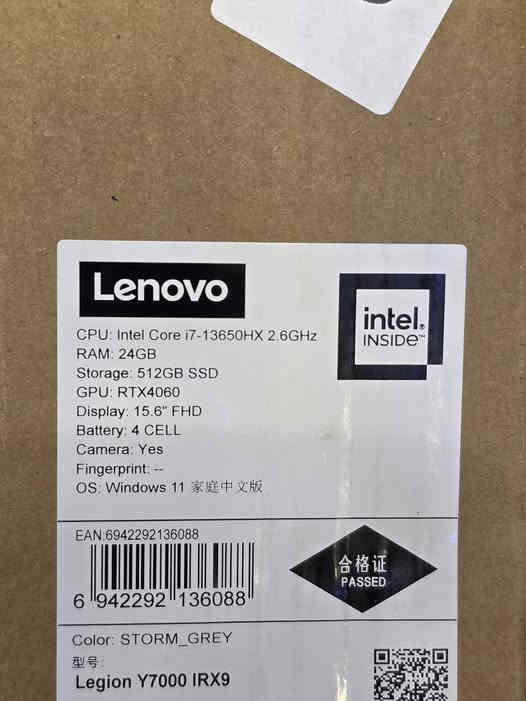 Lenovo
intel.
INSIDE™
CPU: Intel Core i7-13650HX 2.6GHz
RAM: 24GB
Storage: 512GB SSD
GPU: RTX4060
Display: 15.6" FHD
Battery: 4 CELL
Camera: Yes
Fingerprint: --
OS: Windows 11 家庭中文版
EAN:6942292136088
6 942292 136088
合格证
PASSED
Color: STORM_GREY
型号:
Legion Y7000 IRX9